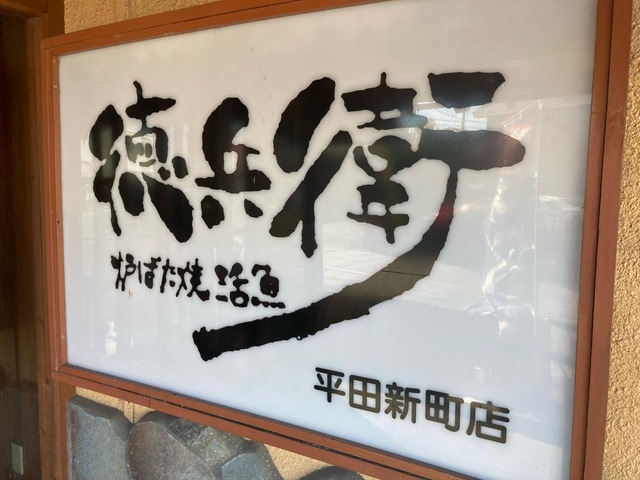 徳兵衛
炉ばた焼 活魚
平田新町店